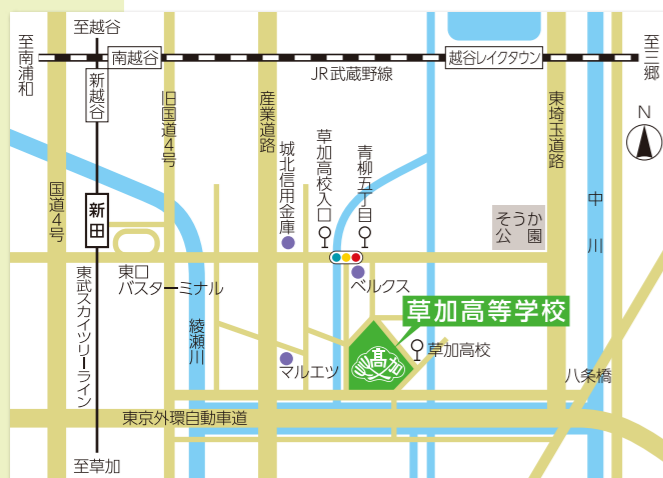 至越谷
至南浦和
南越谷
新越谷
JR武蔵野線
越谷レイクタウン
至三郷
N
旧国道4号
産業道路
東埼玉道路
城北信用金庫
草加高校入口
青柳五丁目
国道4号
新田
そうか
公園
中川
東口
バスターミナル
ベルクス
東武スカイツリーライン
綾瀬川
草加高等学校
高
草加高校
マルエツ
八条橋
東京外環自動車道
至草加